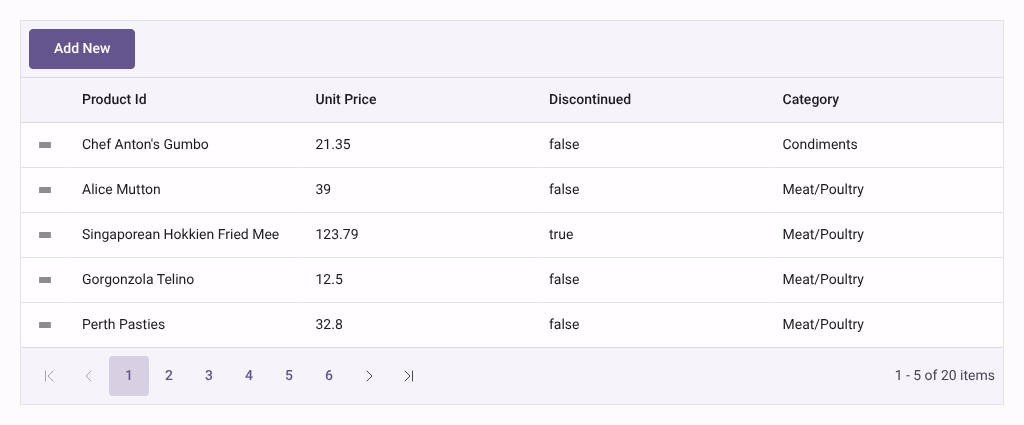 Add New
Product Id Unit Price Discontinued Category
Chef Anton's Gumbo 21.35 false Condiments
Alice Mutton 39 false Meat/Poultry
Singaporean Hokkien Fried Mee 123.79 true Meat/Poultry
Gorgonzola Telino 12.5 false Meat/Poultry
Perth Pasties 32.8 false Meat/Poultry
1 2 3 4 5 6 1 - 5 of 20 items